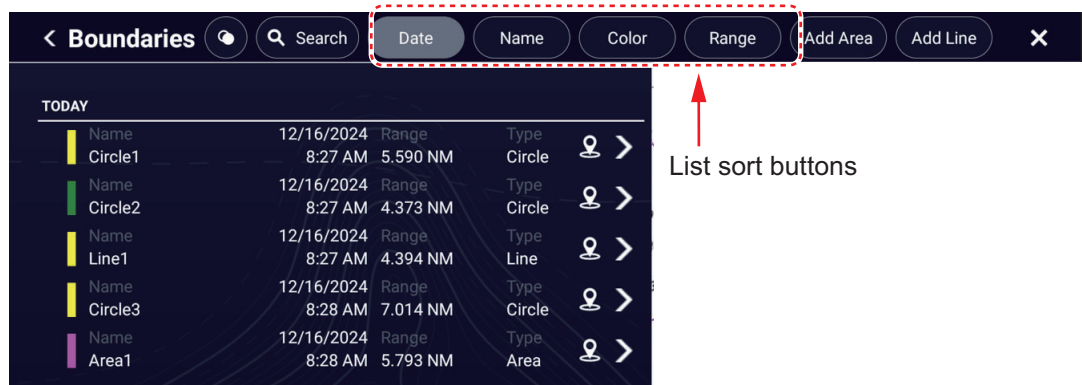 Boundaries Search Date Name Color Range Add Area Add Line
TODAY
Name 12/16/2024 Range Type
Circle1 8:27 AM 5.590 NM Circle
Name 12/16/2024 Range Type
Circle2 8:27 AM 4.373 NM Circle
Name 12/16/2024 Range Type
Line1 8:27 AM 4.394 NM Line
Name 12/16/2024 Range Type
Circle3 8:28 AM 7.014 NM Circle
Name 12/16/2024 Range Type
Area1 8:28 AM 5.793 NM Area
List sort buttons